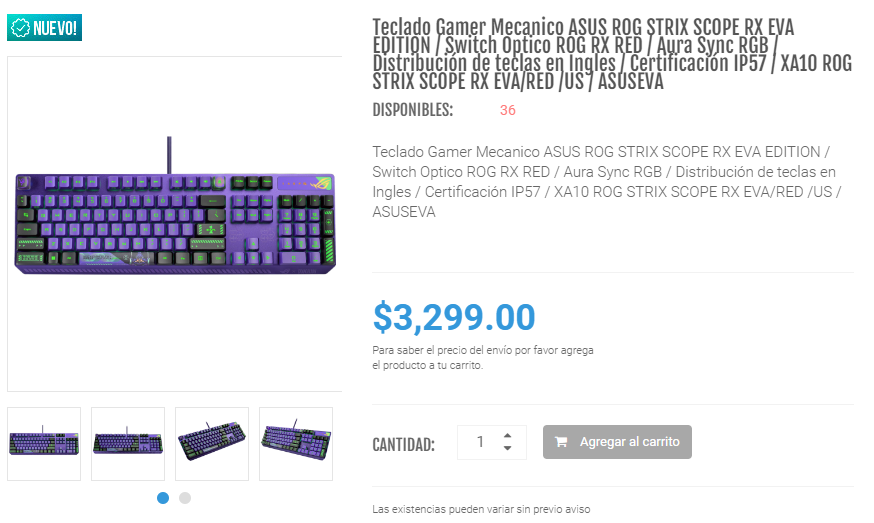 NUEVO!
Teclado Gamer Mecanico ASUS ROG STRIX SCOPE RX EVA
EDITION / Switch Optico ROG RX RED / Aura Sync RGB /
Distribución de teclas en Ingles / Certificación IP57 / XA10 ROG
STRIX SCOPE RX EVA/RED /US / ASUSEVA
DISPONIBLES: 36
Teclado Gamer Mecanico ASUS ROG STRIX SCOPE RX EVA EDITION /
Switch Optico ROG RX RED / Aura Sync RGB / Distribución de teclas en
Ingles / Certificación IP57 / XA10 ROG STRIX SCOPE RX EVA/RED /US /
ASUSEVA
$3,299.00
Para saber el precio del envío por favor agrega
el producto a tu carrito.
CANTIDAD: 1 Agregar al carrito
Las existencias pueden variar sin previo aviso